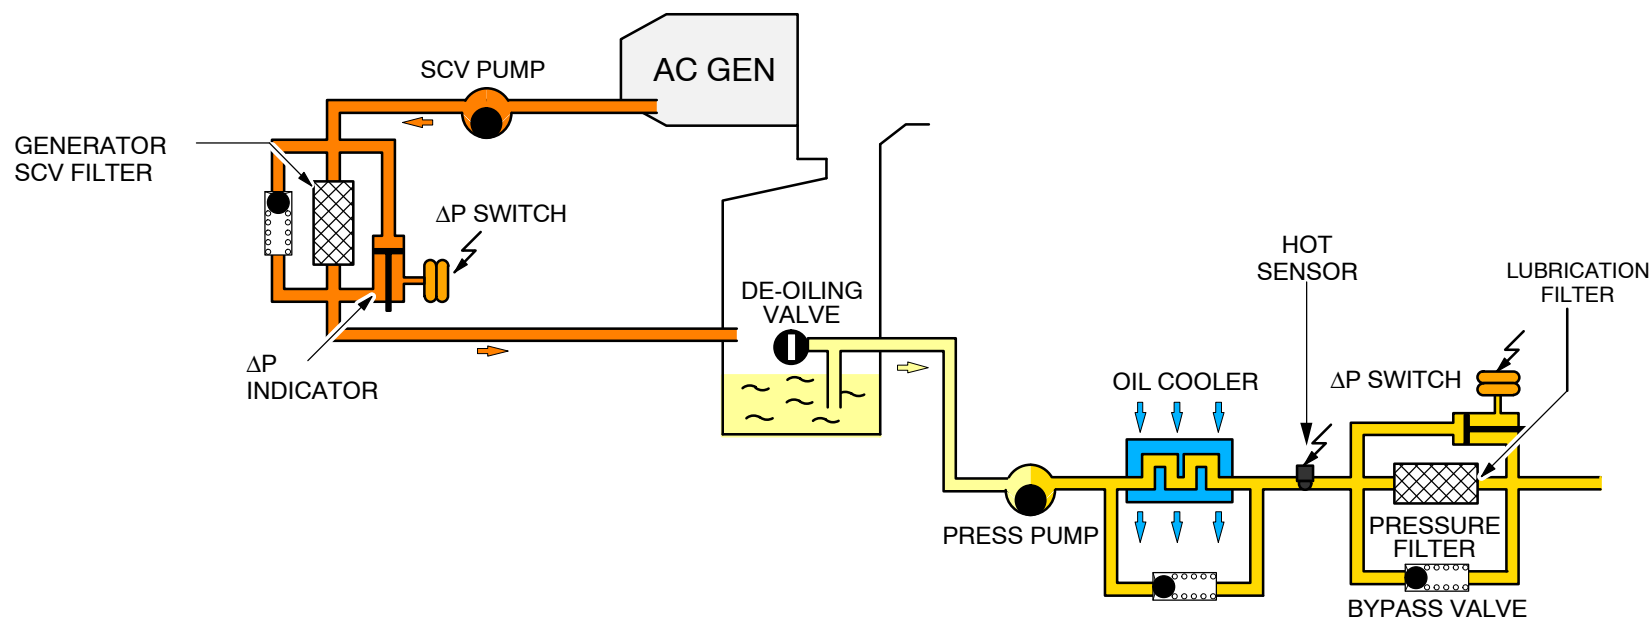 AC GEN
SCV PUMP
GENERATOR
SCV FILTER
ΔP SWITCH
ΔP
INDICATOR
DE-OILING
VALVE
HOT
SENSOR
LUBRICATION
FILTER
OIL COOLER
ΔP SWITCH
PRESS PUMP
PRESSURE
FILTER
BYPASS VALVE